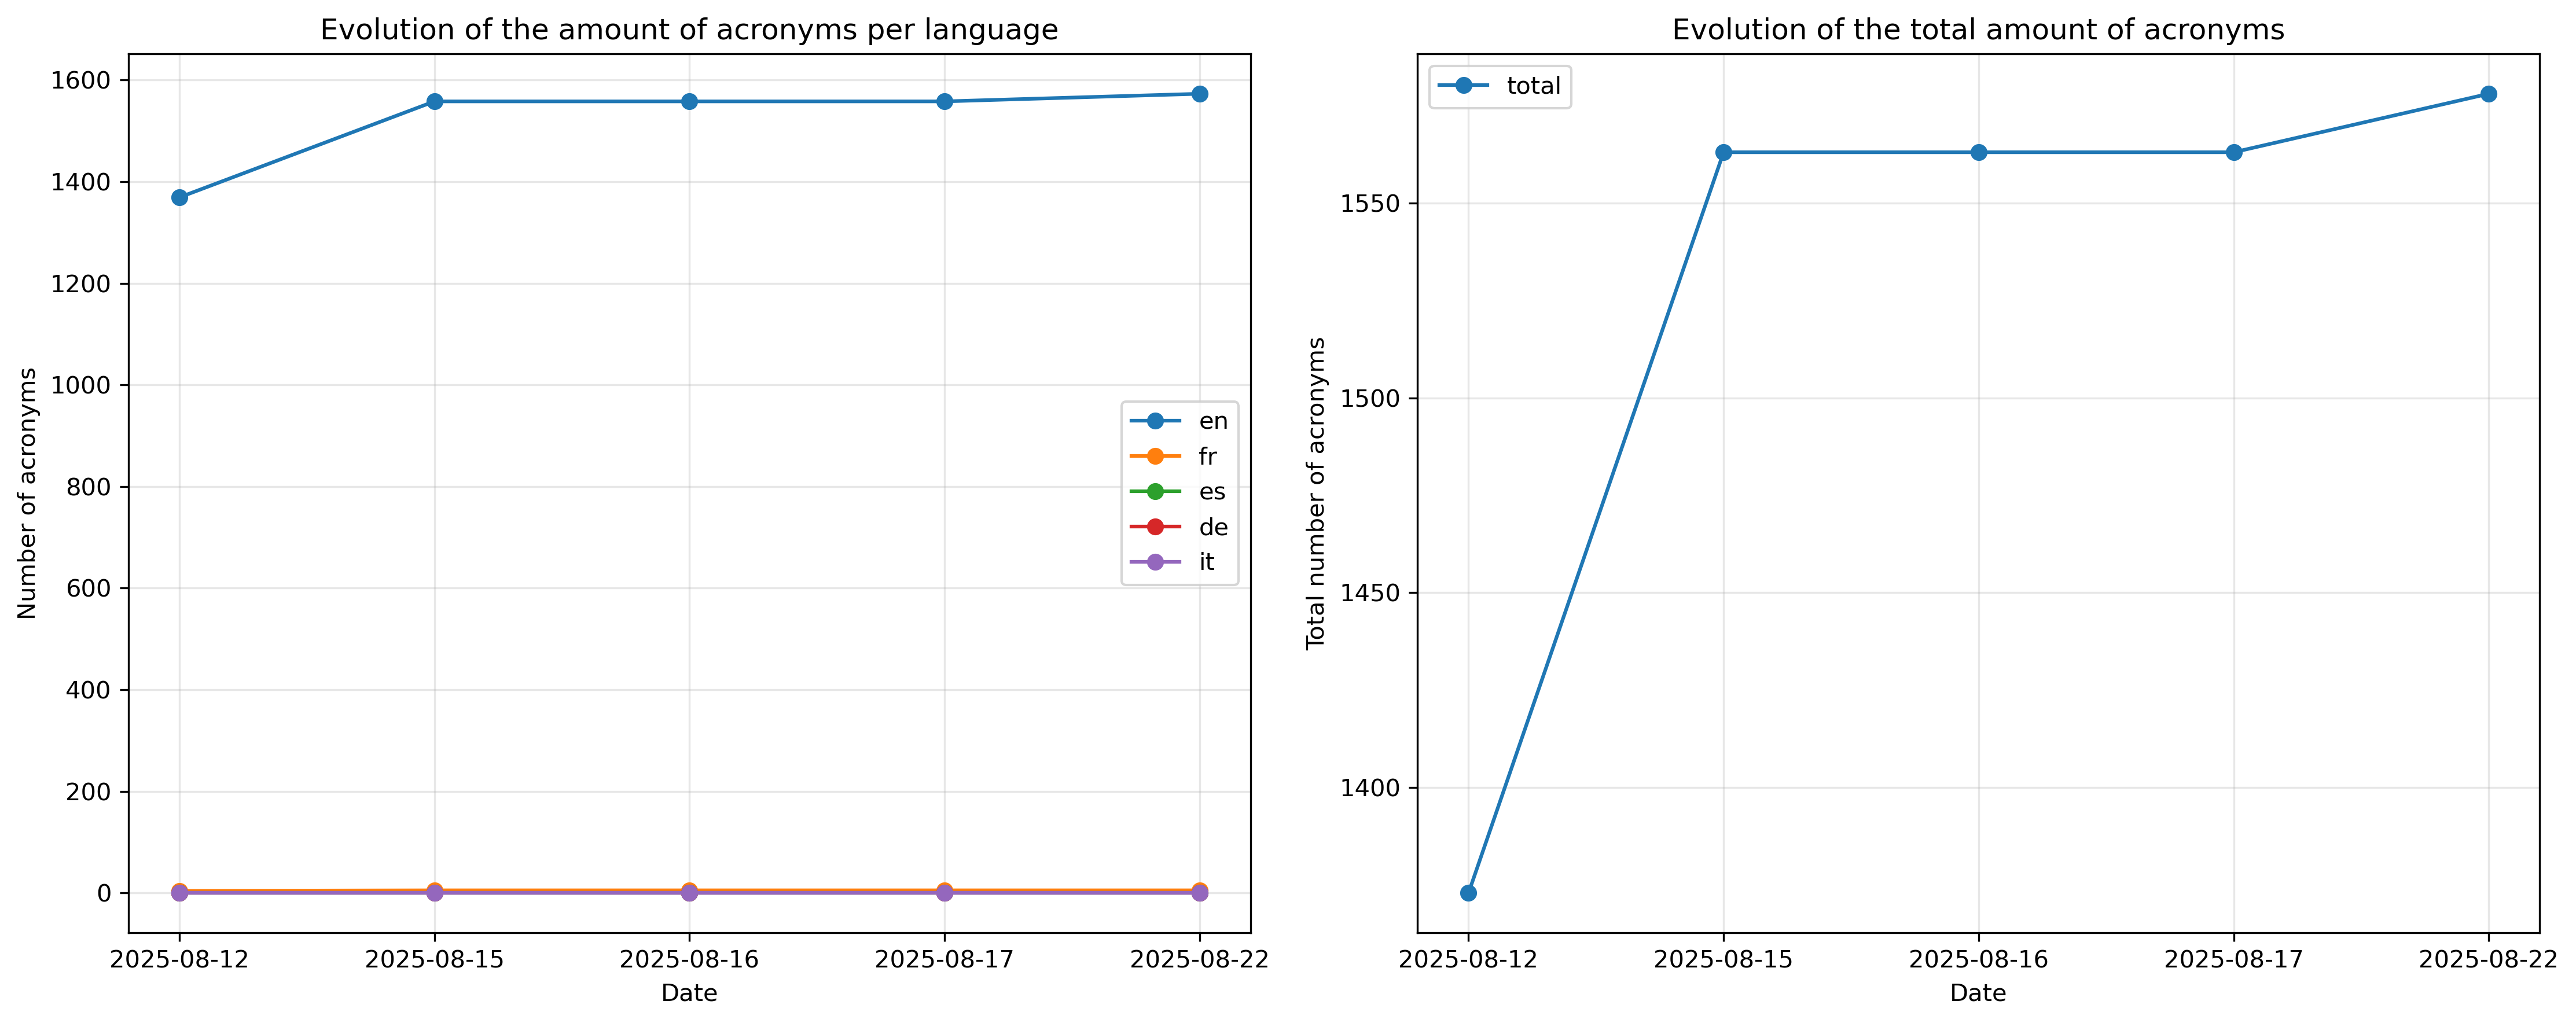 Evolution of the amount of acronyms per language
Number of acronyms
1600
1400
1200
1000
800
600
400
200
0
en
fr
es
de
it
2025-08-12
2025-08-15
2025-08-16
2025-08-17
2025-08-22
Date
Evolution of the total amount of acronyms
Total number of acronyms
total
1550
1500
1450
1400
2025-08-12
2025-08-15
2025-08-16
2025-08-17
2025-08-22
Date